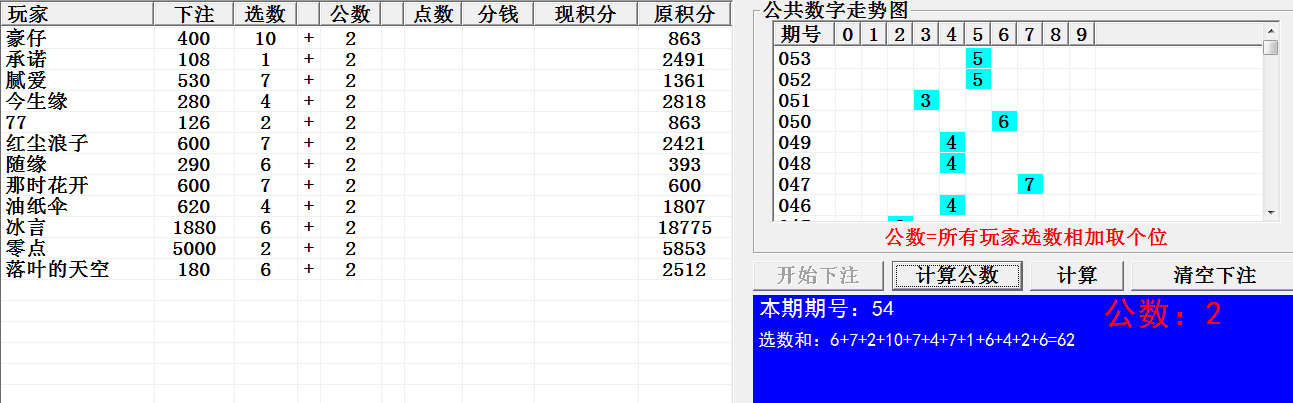 玩家 下注 选数 公数 点数 分钱 现积分 原积分
豪仔 400 10 + 2 863
承诺 108 1 + 2 2491
腻爱 530 7 + 2 1361
今生缘 280 4 + 2 2818
77 126 2 + 2 863
红尘浪子 600 7 + 2 2421
随缘 290 6 + 2 393
那时花开 600 7 + 2 600
油纸伞 620 4 + 2 1807
冰言 1880 6 + 2 18775
零点 5000 2 + 2 5853
落叶的天空 180 6 + 2 2512
公共数字走势图
期号 0 1 2 3 4 5 6 7 8 9
053 5
052 5
051 3
050 6
049 4
048 4
047 7
046 4
公数=所有玩家选数相加取个位
开始下注 计算公数 计算 清空下注
本期期号：54 公数：2
选数和：6+7+2+10+7+4+7+1+6+4+2+6=62